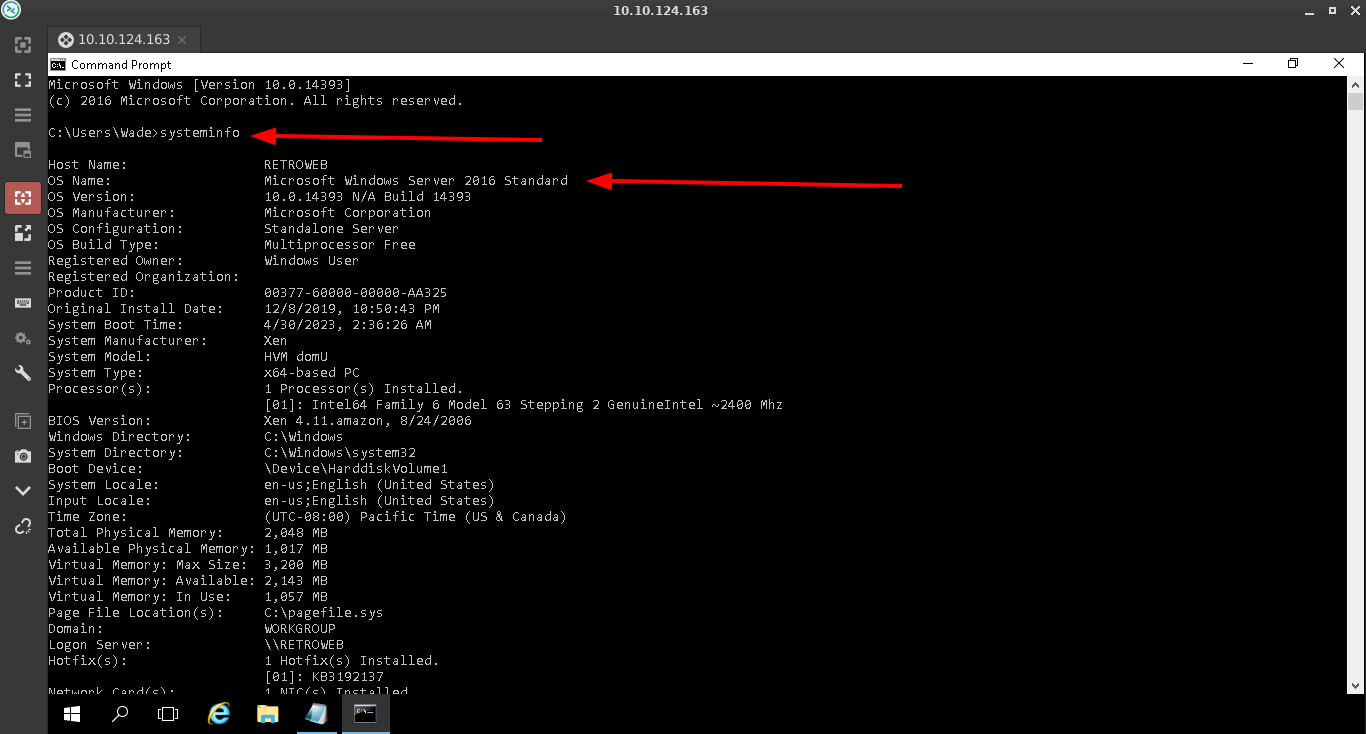 10.10.124.163
10.10.124.163
Command Prompt
Microsoft Windows [Version 10.0.14393]
(c) 2016 Microsoft Corporation. All rights reserved.
C:\Users\Wade>systeminfo
Host Name: RETROWEB
OS Name: Microsoft Windows Server 2016 Standard
OS Version: 10.0.14393 N/A Build 14393
OS Manufacturer: Microsoft Corporation
OS Configuration: Standalone Server
OS Build Type: Multiprocessor Free
Registered Owner: Windows User
Registered Organization:
Product ID: 00377-60000-00000-AA325
Original Install Date: 12/8/2019, 10:50:43 PM
System Boot Time: 4/30/2023, 2:36:26 AM
System Manufacturer: Xen
System Model: HVM domU
System Type: x64-based PC
Processor(s): 1 Processor(s) Installed.
[01]: Intel64 Family 6 Model 63 Stepping 2 GenuineIntel ~2400 Mhz
BIOS Version: Xen 4.11.amazon, 8/24/2006
Windows Directory: C:\Windows
System Directory: C:\Windows\system32
Boot Device: \Device\HarddiskVolume1
System Locale: en-us;English (United States)
Input Locale: en-us;English (United States)
Time Zone: (UTC-08:00) Pacific Time (US & Canada)
Total Physical Memory: 2,048 MB
Available Physical Memory: 1,017 MB
Virtual Memory: Max Size: 3,200 MB
Virtual Memory: Available: 2,143 MB
Virtual Memory: In Use: 1,057 MB
Page File Location(s): C:\pagefile.sys
Domain: WORKGROUP
Logon Server: \\RETROWEB
Hotfix(s): 1 Hotfix(s) Installed.
[01]: KB3192137
Network Card(s): 1 NIC(s) Installed